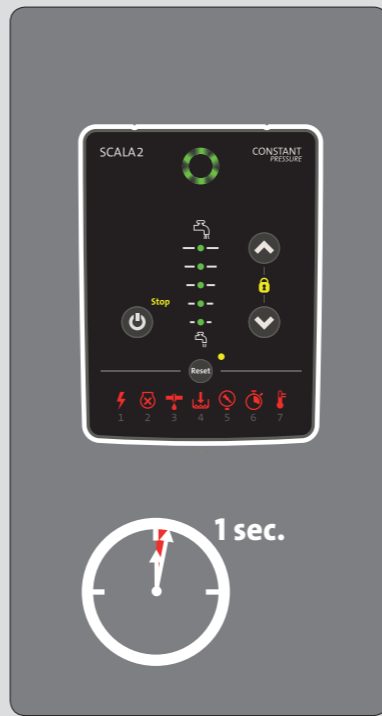 SCALA2
CONSTANT
PRESSURE
Stop
Reset
1 2 3 4 5 6 7
1 sec.